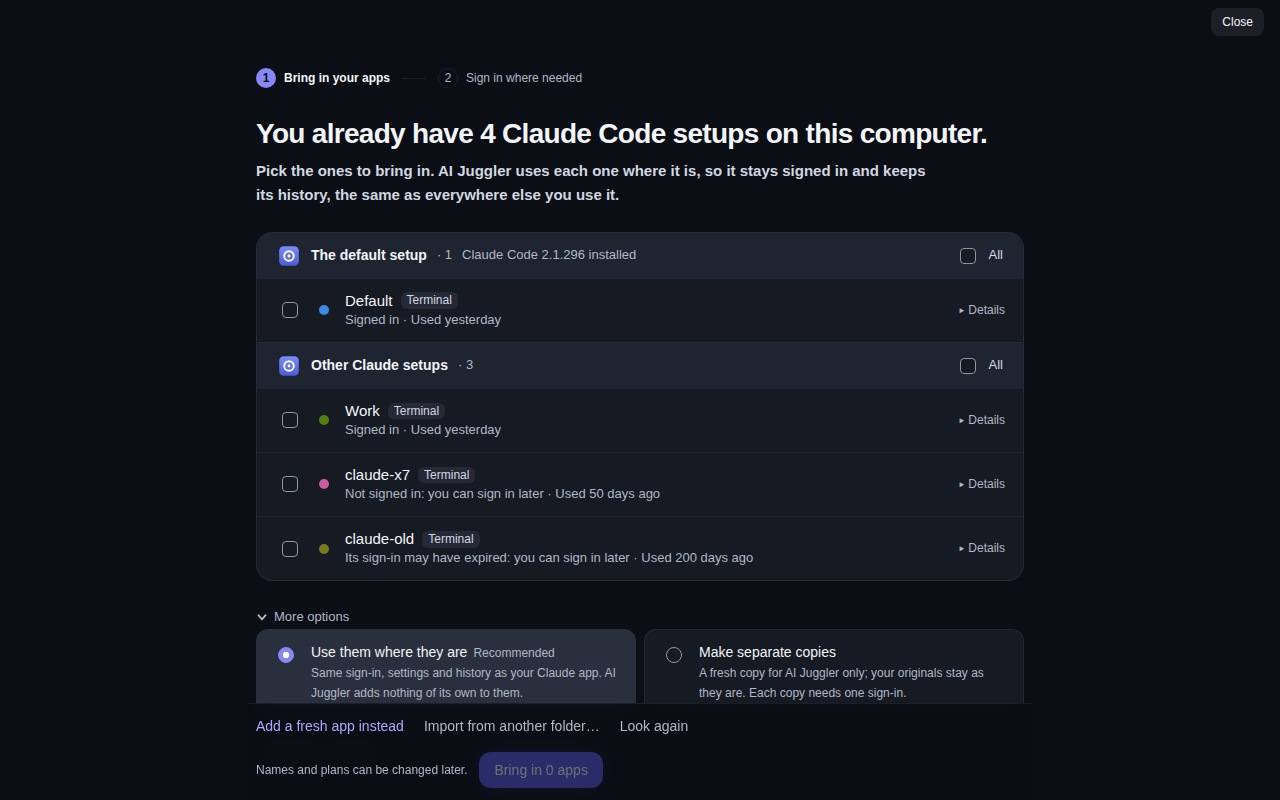 Close
1 Bring in your apps 2 Sign in where needed
You already have 4 Claude Code setups on this computer.
Pick the ones to bring in. AI Juggler uses each one where it is, so it stays signed in and keeps
its history, the same as everywhere else you use it.
The default setup · 1 Claude Code 2.1.296 installed All
Default Terminal
Signed in · Used yesterday
▸ Details
Other Claude setups · 3 All
Work Terminal
Signed in · Used yesterday
▸ Details
claude-x7 Terminal
Not signed in: you can sign in later · Used 50 days ago
▸ Details
claude-old Terminal
Its sign-in may have expired: you can sign in later · Used 200 days ago
▸ Details
More options
Use them where they are Recommended
Same sign-in, settings and history as your Claude app. AI
Juggler adds nothing of its own to them.
Make separate copies
A fresh copy for AI Juggler only; your originals stay as
they are. Each copy needs one sign-in.
Add a fresh app instead Import from another folder… Look again
Names and plans can be changed later. Bring in 0 apps